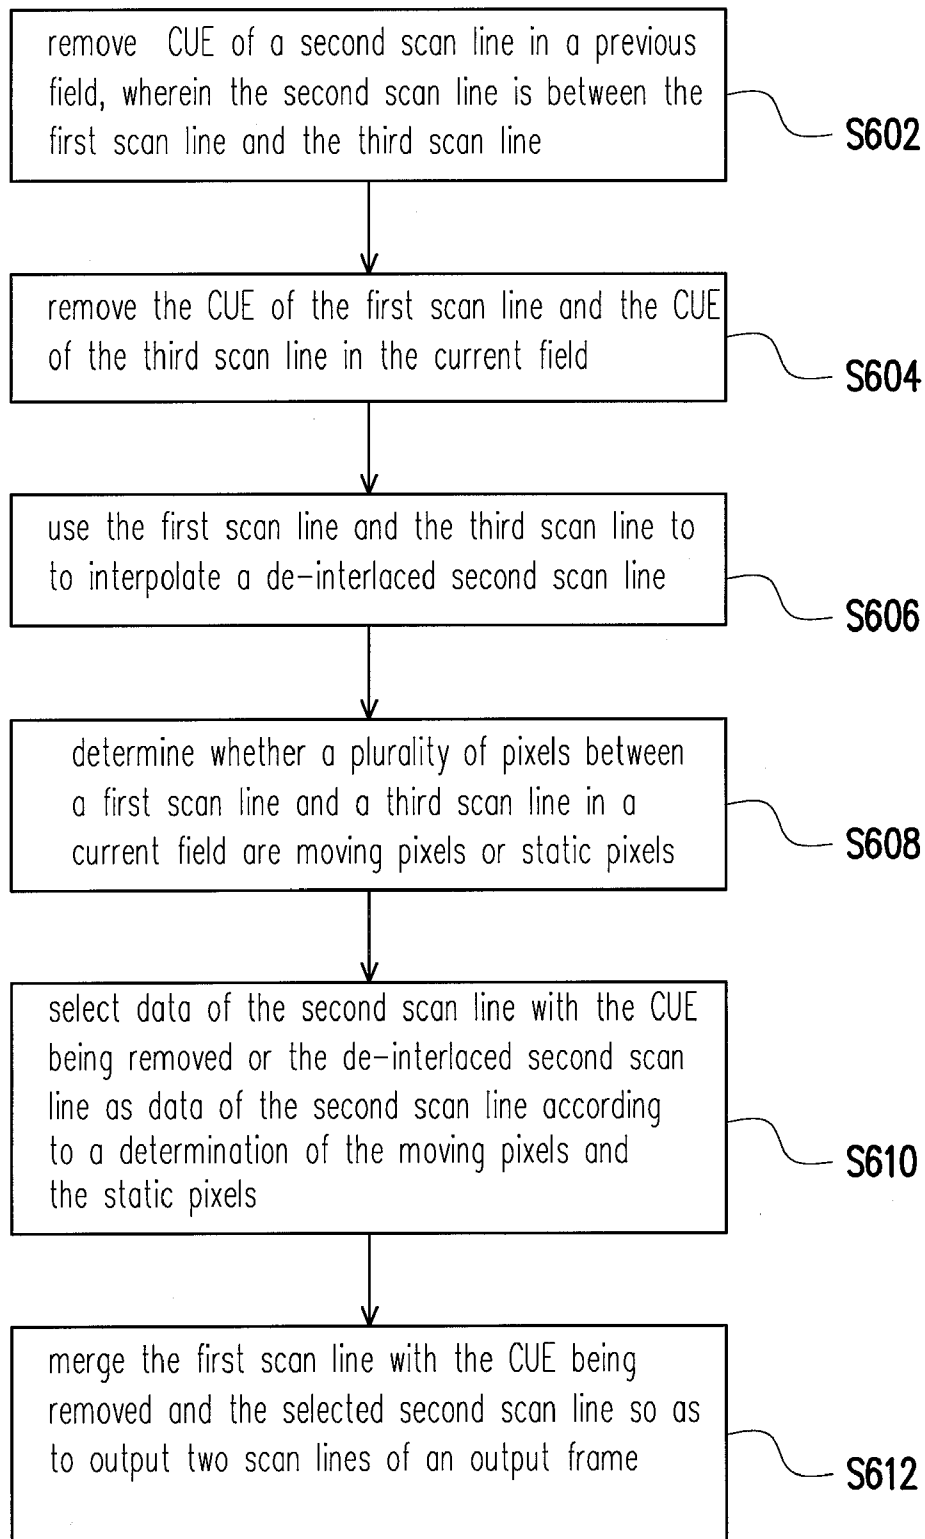 remove CUE of a second scan line in a previous
field, wherein the second scan line is between the
first scan line and the third scan line
S602
remove the CUE of the first scan line and the CUE
of the third scan line in the current field
S604
use the first scan line and the third scan line to
to interpolate a de-interlaced second scan line
S606
determine whether a plurality of pixels between
a first scan line and a third scan line in a
current field are moving pixels or static pixels
S608
select data of the second scan line with the CUE
being removed or the de-interlaced second scan
line as data of the second scan line according
to a determination of the moving pixels and
the static pixels
S610
merge the first scan line with the CUE being
removed and the selected second scan line so as
to output two scan lines of an output frame
S612